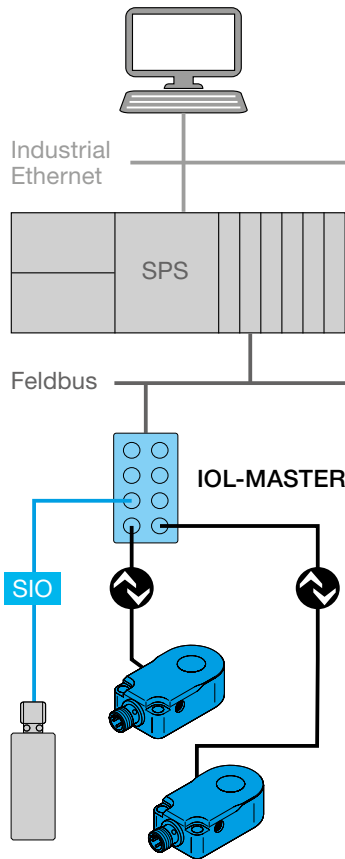 Industrial
Ethernet
SPS
Feldbus
IOL-MASTER
SIO